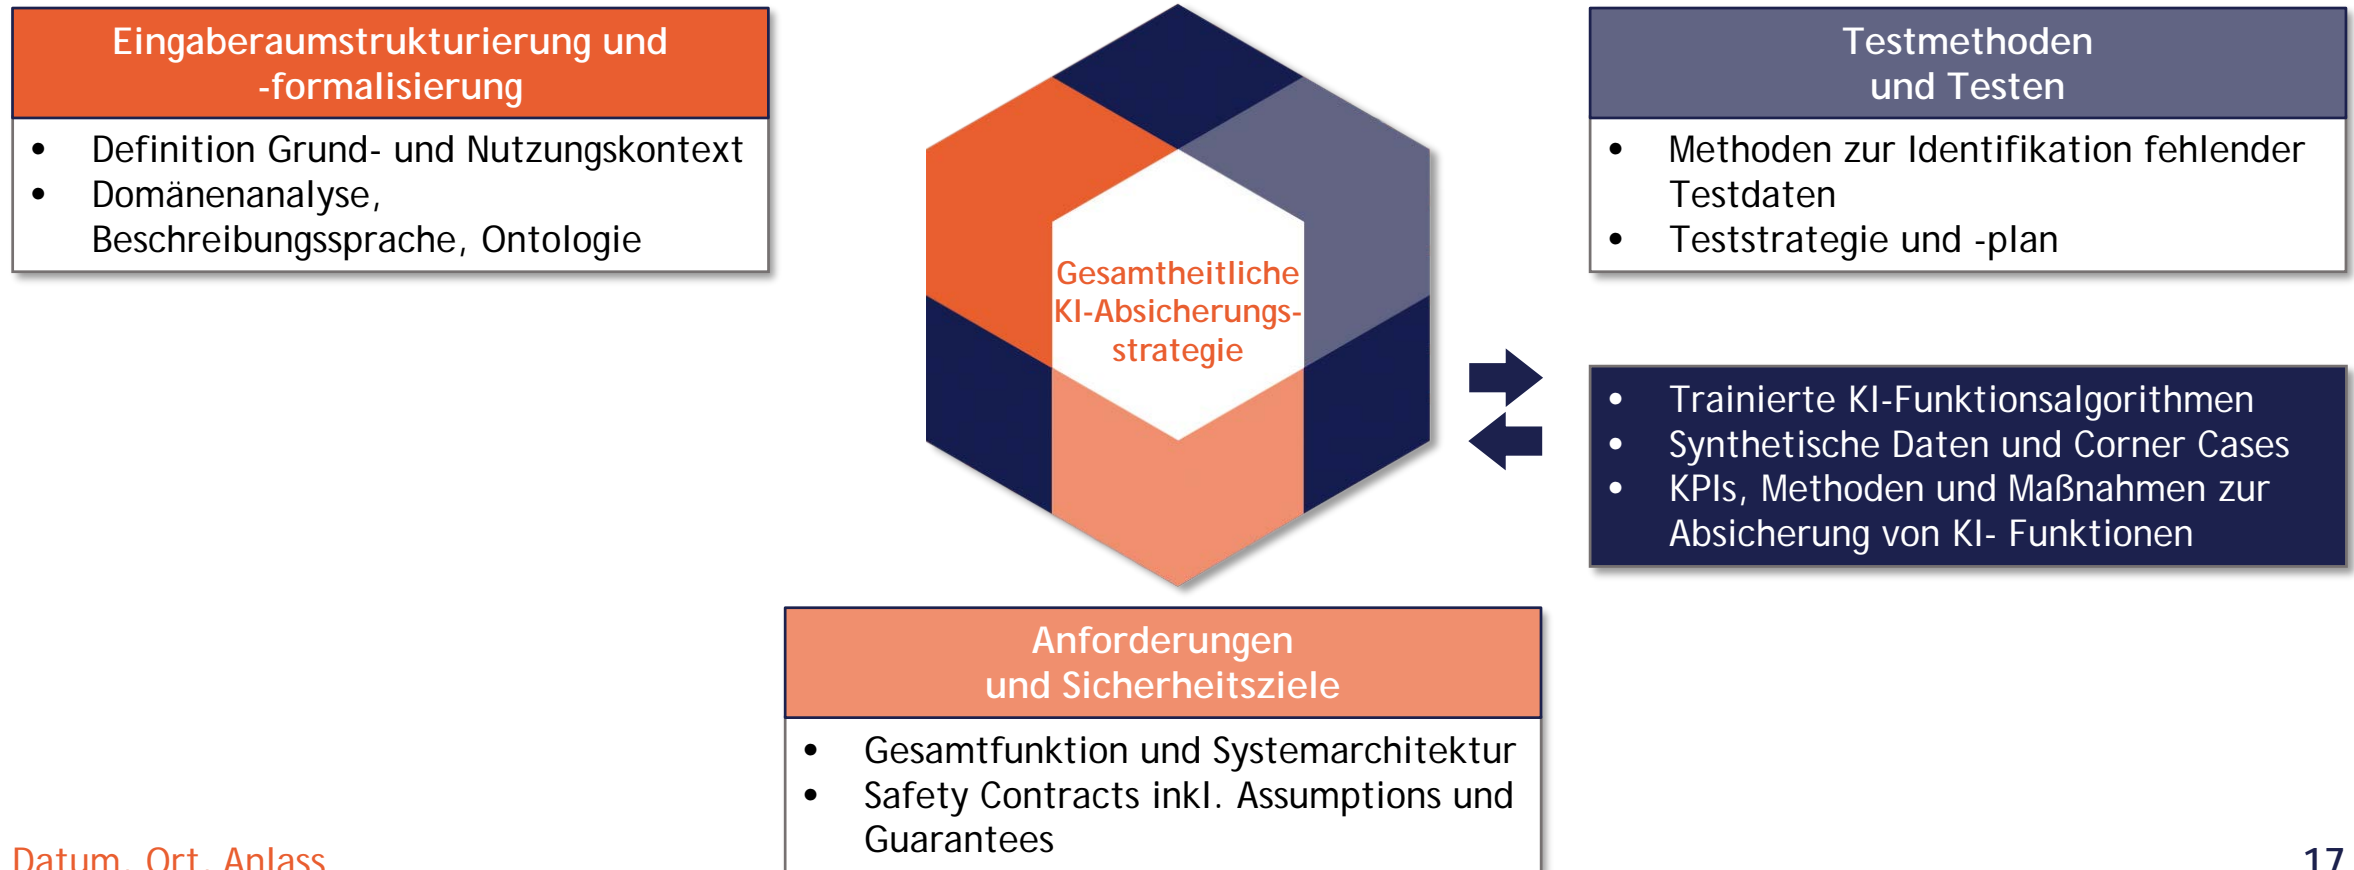 Eingaberaumstrukturierung und
-formalisierung
• Definition Grund- und Nutzungskontext
• Domänenanalyse,
Beschreibungssprache, Ontologie
Gesamtheitliche
KI-Absicherungs-
strategie
Testmethoden
und Testen
• Methoden zur Identifikation fehlender
Testdaten
• Teststrategie und -plan
• Trainierte KI-Funktionsalgorithmen
• Synthetische Daten und Corner Cases
• KPIs, Methoden und Maßnahmen zur
Absicherung von KI- Funktionen
Anforderungen
und Sicherheitsziele
• Gesamtfunktion und Systemarchitektur
• Safety Contracts inkl. Assumptions und
Guarantees
Datum, Ort, Anlass
17